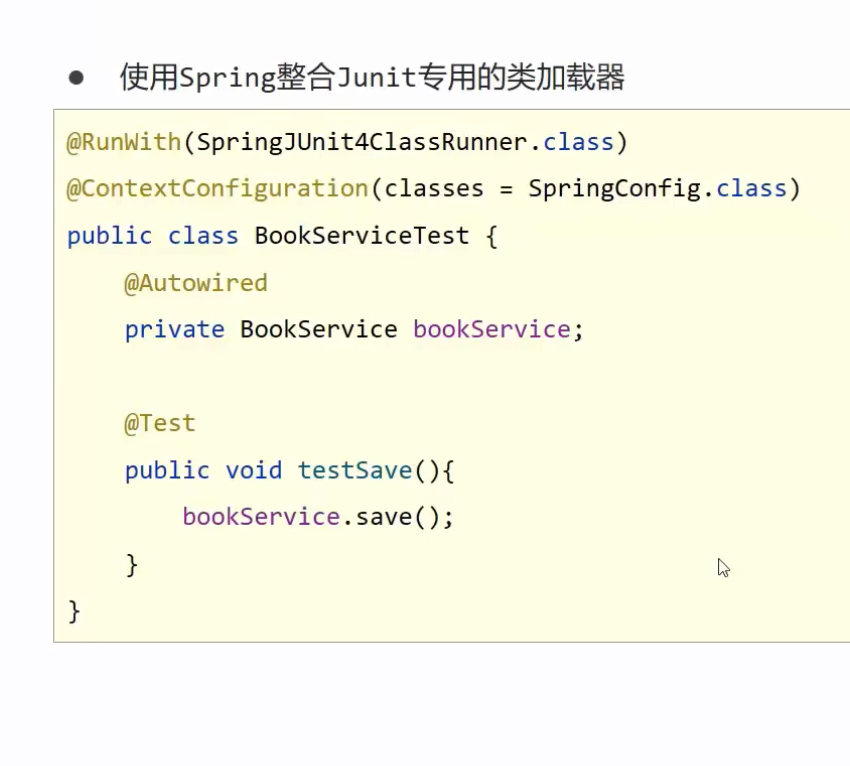 ● 使用Spring整合Junit专用的类加载器
@RunWith(SpringJUnit4ClassRunner.class)
@ContextConfiguration(classes = SpringConfig.class)
public class BookServiceTest {
    @Autowired
    private BookService bookService;
    @Test
    public void testSave(){
        bookService.save();
    }
}